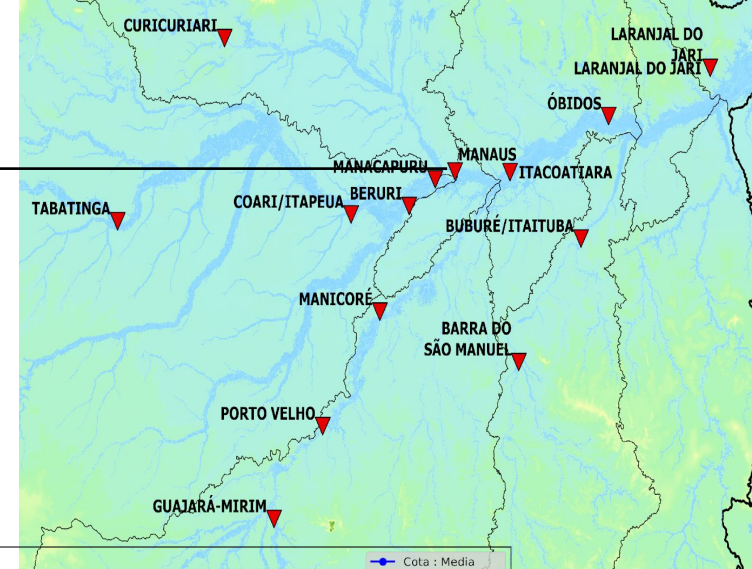 CURICURIARI
LARANJAL DO
JARI
LARANJAL DO JARI
ÓBIDOS
MANAUS
MANACAPURU
ITACOATIARA
BERURI
COARI/ITAPEUA
TABATINGA
BUBURÉ/ITAITUBA
MANICORÉ
BARRA DO
SÃO MANUEL
PORTO VELHO
GUAJARÁ-MIRIM
Cota : Media